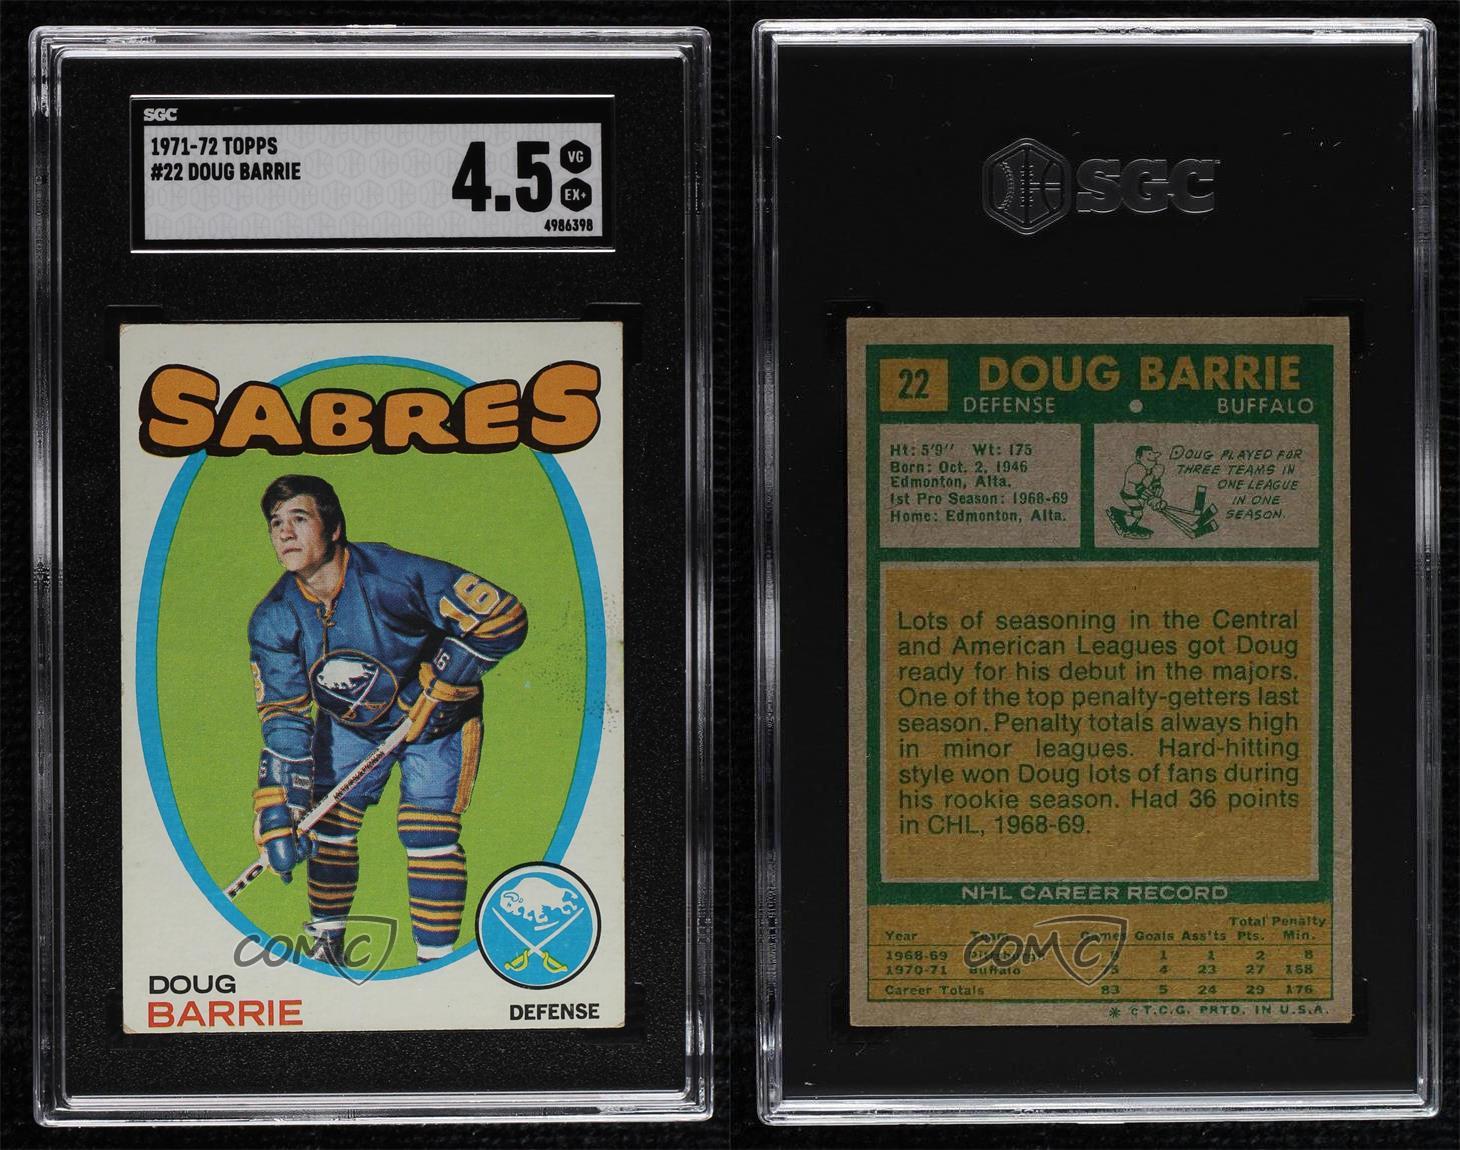 SGC
1971-72 TOPPS
#22 DOUG BARRIE
4.5
VG
EX+
4986398
SABRES
16
16
HO
DOUG
BARRIE
DEFENSE
COMC
SGC
22
DOUG BARRIE
DEFENSE
BUFFALO
Ht: 5'9" Wt: 175
Born: Oct. 2, 1946
Edmonton, Alta.
1st Pro Season: 1968-69
Home: Edmonton, Alta.
DOUG PLAYED FOR
THREE TEAMS IN
ONE LEAGUE
IN ONE
SEASON.
Lots of seasoning in the Central
and American Leagues got Doug
ready for his debut in the majors.
One of the top penalty-getters last
season. Penalty totals always high
in minor leagues. Hard-hitting
style won Doug lots of fans during
his rookie season. Had 36 points
in CHL, 1968-69.
NHL CAREER RECORD
Total Penalty
Year Team Games Goals Ass'ts Pts. Min.
1968-69 1 1 2 8
1970-71 Buffalo 4 23 27 168
Career Totals 83 5 24 29 176
COMC
* © T.C.G. PRTD. IN U.S.A.